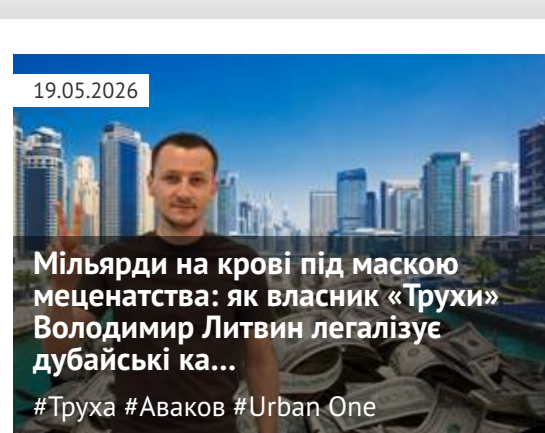 19.05.2026
Мільярди на крові під маскою
меценатства: як власник «Трухи»
Володимир Литвин легалізує
дубайські ка...
#Труха #Аваков #Urban One